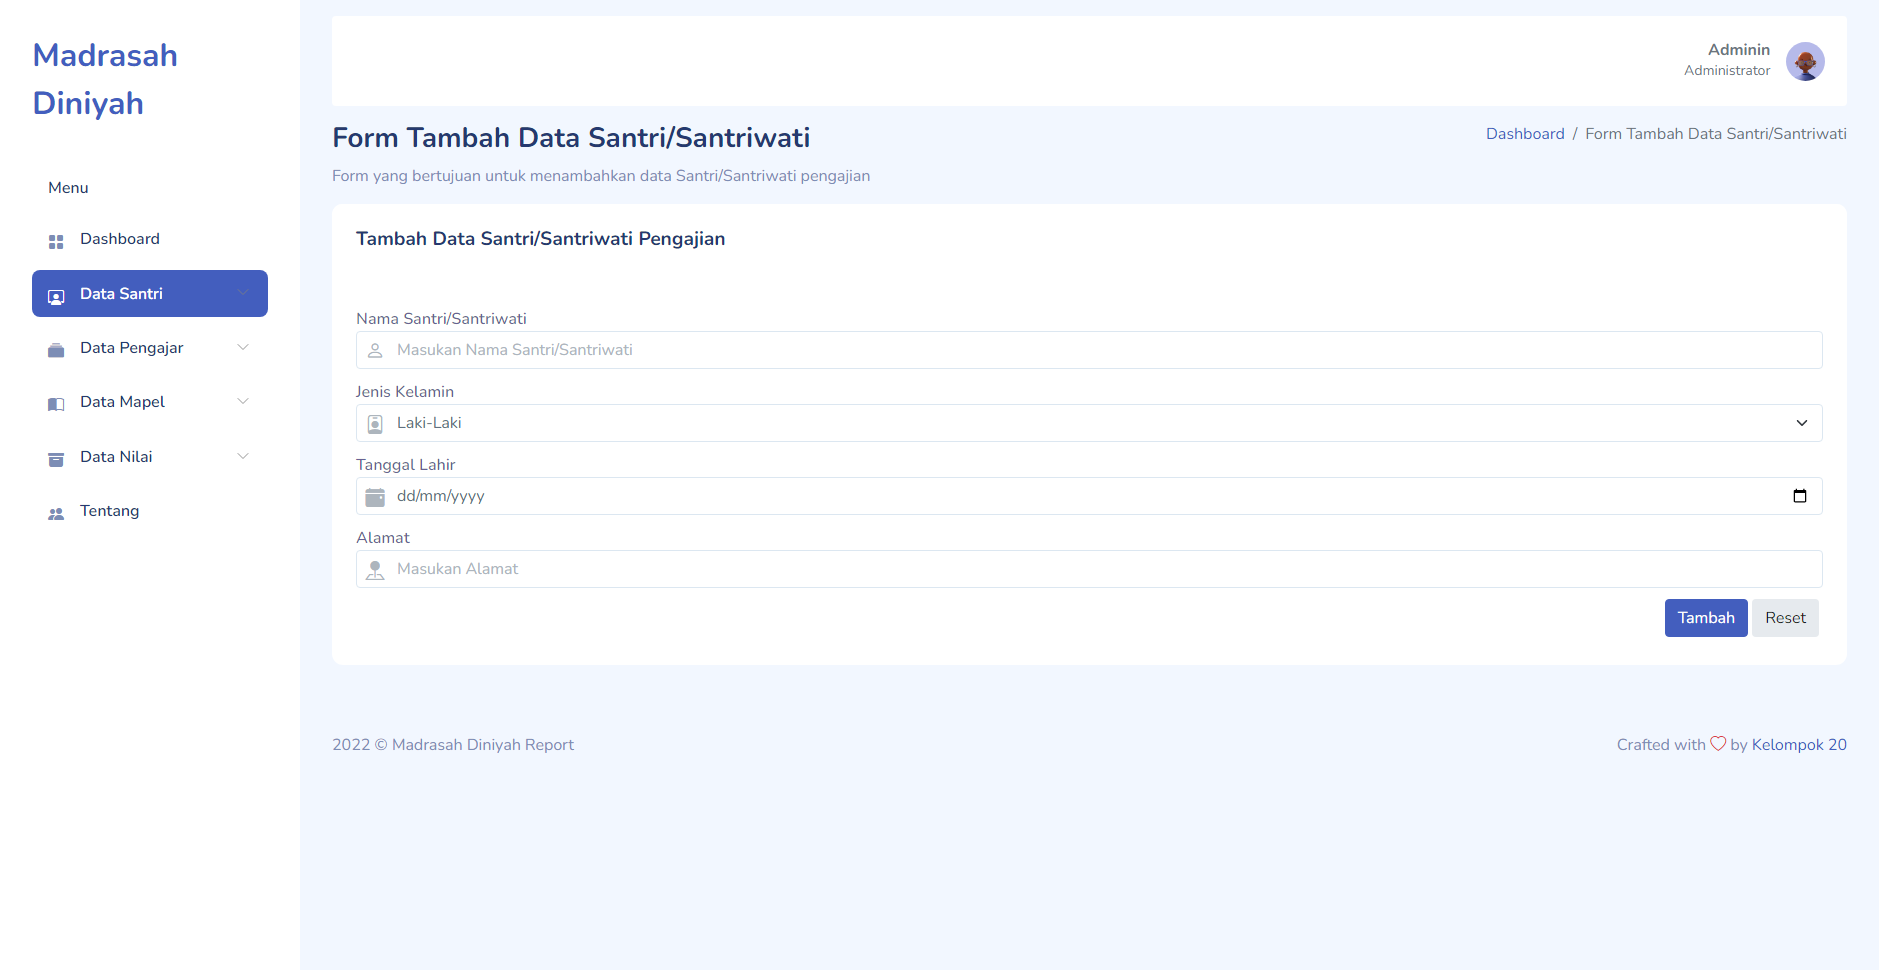 Madrasah
Diniyah
Menu
Dashboard
Data Santri
Data Pengajar
Data Mapel
Data Nilai
Tentang
Adminin
Administrator
Form Tambah Data Santri/Santriwati
Dashboard / Form Tambah Data Santri/Santriwati
Form yang bertujuan untuk menambahkan data Santri/Santriwati pengajian
Tambah Data Santri/Santriwati Pengajian
Nama Santri/Santriwati
Masukan Nama Santri/Santriwati
Jenis Kelamin
Laki-Laki
Tanggal Lahir
dd/mm/yyyy
Alamat
Masukan Alamat
Tambah Reset
2022 © Madrasah Diniyah Report
Crafted with ♡ by Kelompok 20